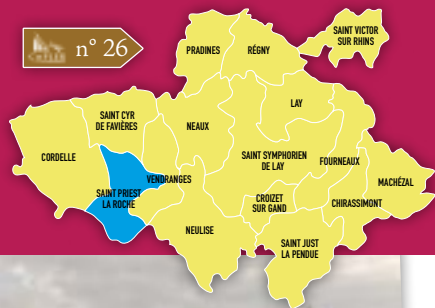 n° 26
PRADINES
RÉGNY
SAINT VICTOR
SUR RHINS
SAINT CYR
DE FAVIÈRES
NEAUX
LAY
CORDELLE
SAINT SYMPHORIEN
DE LAY
FOURNEAUX
MACHÉZAL
VENDRANGES
SAINT PRIEST
LA ROCHE
CROIZET
SUR GAND
CHIRASSIMONT
NEULISE
SAINT JUST
LA PENDUE